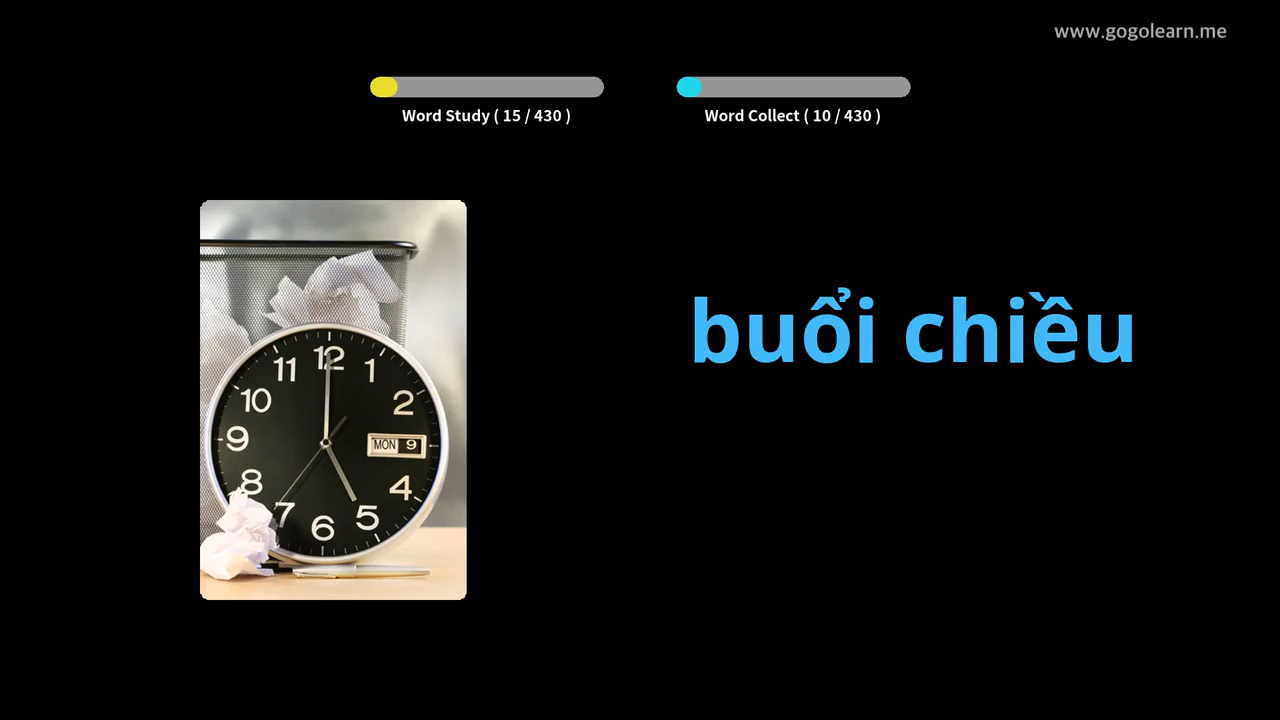 www.gogolearn.me
Word Study ( 15 / 430 )
Word Collect ( 10 / 430 )
buổi chiều
12
11
1
10
2
9
MON 9
8
4
7
5
6